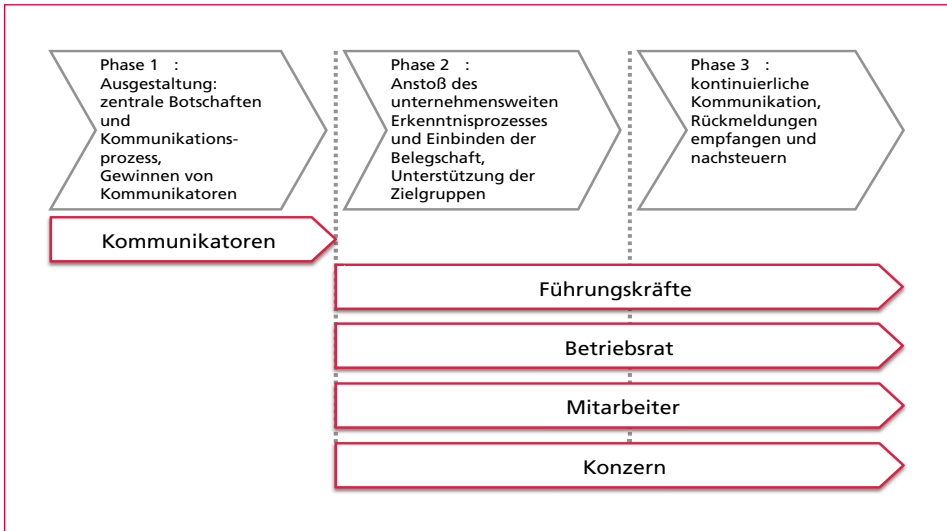 Phase 1 :
Ausgestaltung:
zentrale Botschaften
und
Kommunikations-
prozess,
Gewinnen von
Kommunikatoren
Phase 2 :
Anstoß des
unternehmensweiten
Erkenntnisprozesses
und Einbinden der
Belegschaft,
Unterstützung der
Zielgruppen
Phase 3 :
kontinuierliche
Kommunikation,
Rückmeldungen
empfangen und
nachsteuern
Kommunikatoren
Führungskräfte
Betriebsrat
Mitarbeiter
Konzern